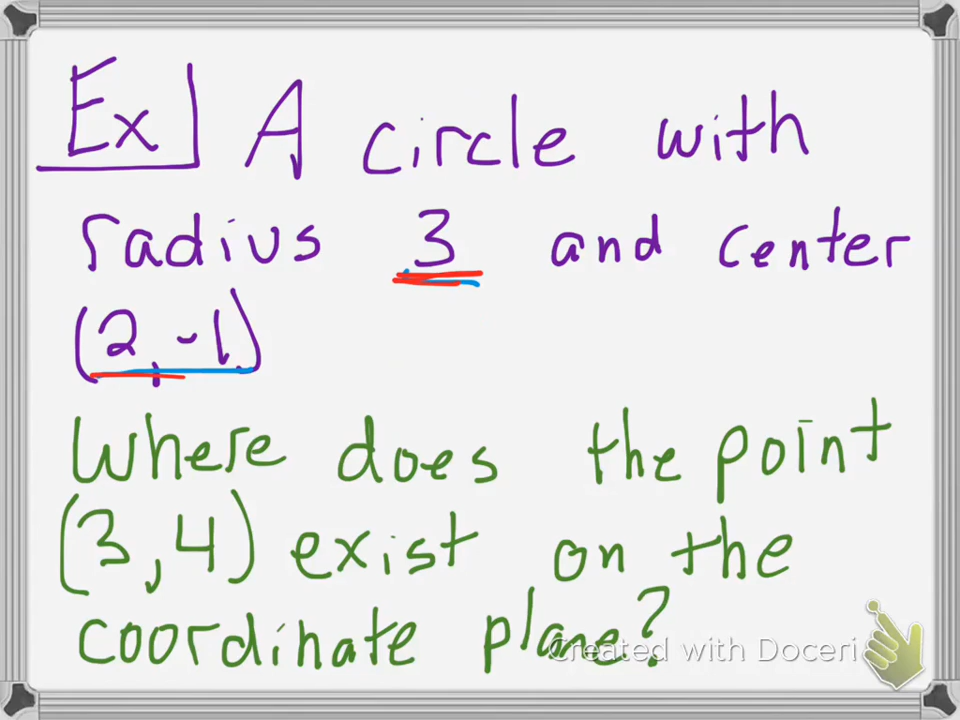 Ex A circle with
radius 3 and center
(2, -1)
Where does the point
(3, 4) exist on the
coordinate plane?
Created with Doceri